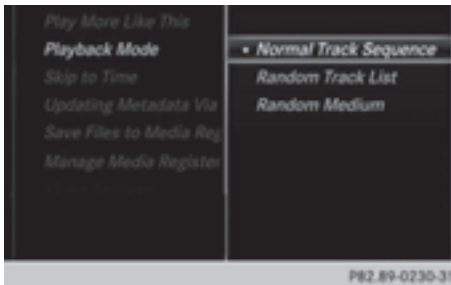 Play More Like This
Playback Mode
Skip to Time
Updating Metadata Via
Save Files to Media Reg
Manage Media Register
• Normal Track Sequence
Random Track List
Random Medium
P82.89-0230-31